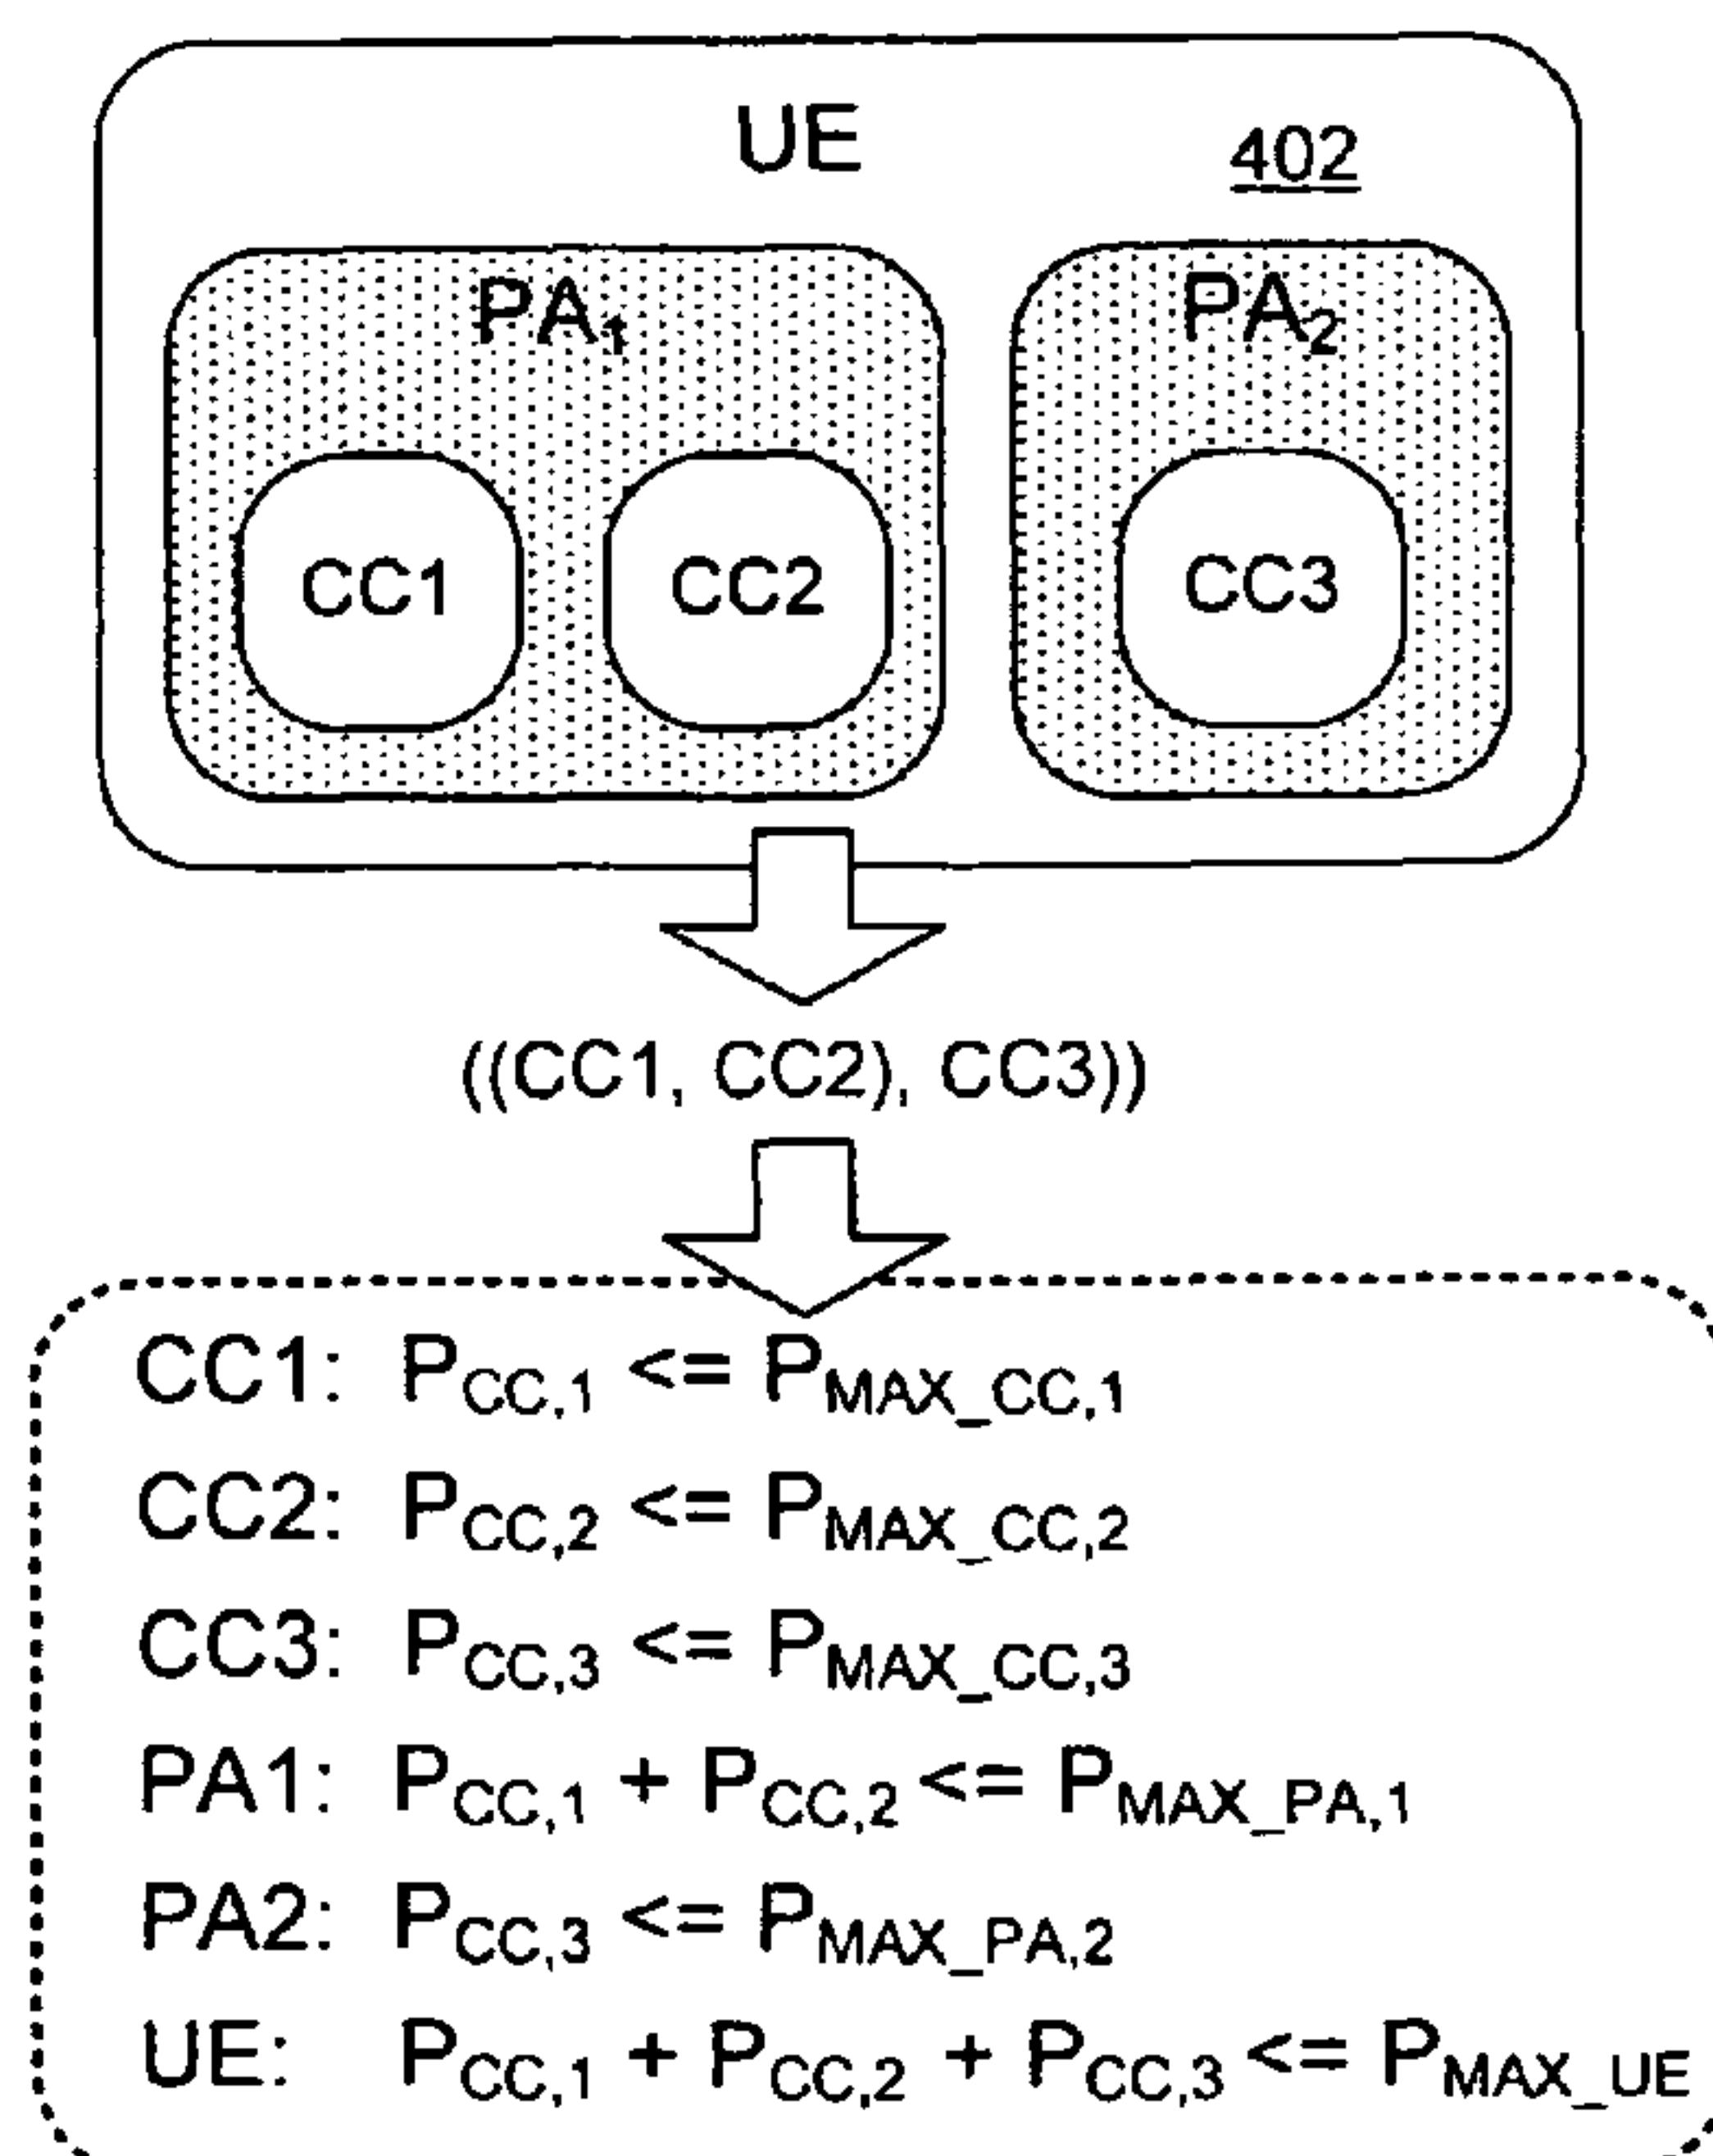 UE 402
PA1 PA2
CC1 CC2 CC3
((CC1, CC2), CC3))
CC1: PCC,1 <= PMAX_CC,1
CC2: PCC,2 <= PMAX_CC,2
CC3: PCC,3 <= PMAX_CC,3
PA1: PCC,1 + PCC,2 <= PMAX_PA,1
PA2: PCC,3 <= PMAX_PA,2
UE: PCC,1 + PCC,2 + PCC,3 <= PMAX_UE